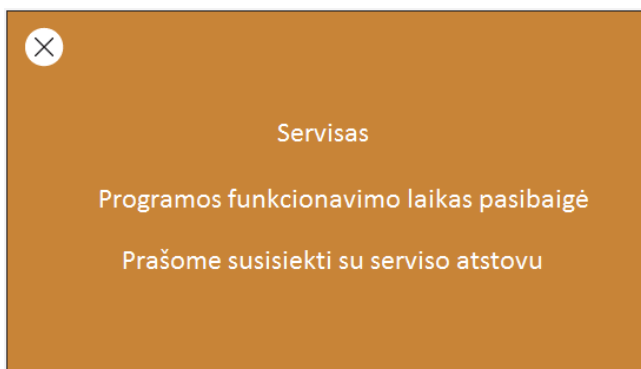 Servisas
Programos funkcionavimo laikas pasibaigė
Prašome susisiekti su serviso atstovu